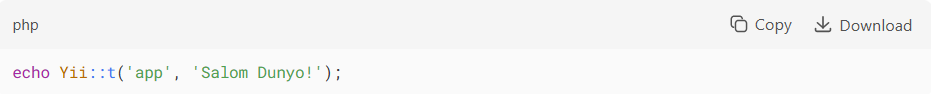 php Copy Download
echo Yii::t('app', 'Salom Dunyo!');